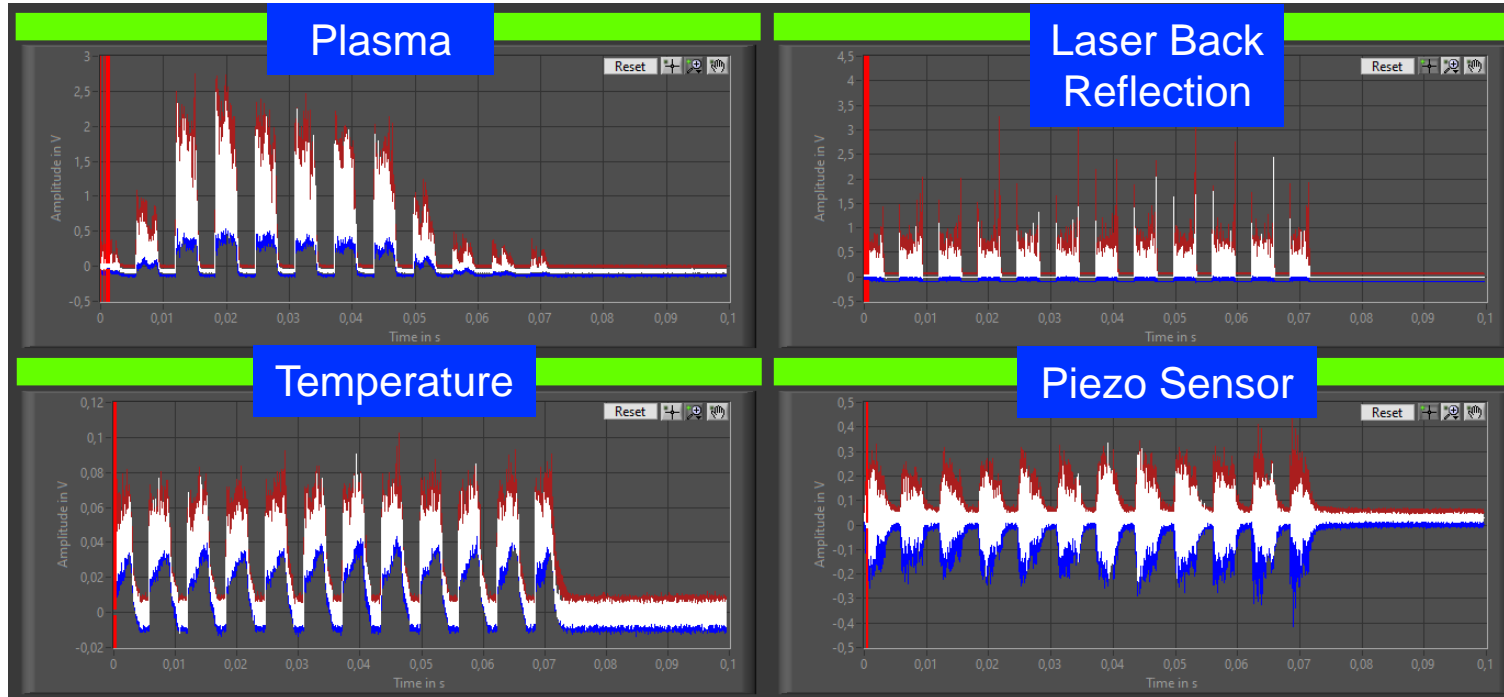 Plasma
Reset
Amplitude in V
3
2,5
2
1,5
1
0,5
0
-0,5
0 0,01 0,02 0,03 0,04 0,05 0,06 0,07 0,08 0,09 0,1
Time in s
Laser Back
Reflection
Reset
Amplitude in V
4,5
4
3,5
3
2,5
2
1,5
1
0,5
0
-0,5
0 0,01 0,02 0,03 0,04 0,05 0,06 0,07 0,08 0,09 0,1
Time in s
Temperature
Reset
Amplitude in V
0,12
0,1
0,08
0,06
0,04
0,02
0
-0,02
0 0,01 0,02 0,03 0,04 0,05 0,06 0,07 0,08 0,09 0,1
Time in s
Piezo Sensor
Reset
Amplitude in V
0,5
0,4
0,3
0,2
0,1
0
-0,1
-0,2
-0,3
-0,4
-0,5
0 0,01 0,02 0,03 0,04 0,05 0,06 0,07 0,08 0,09 0,1
Time in s